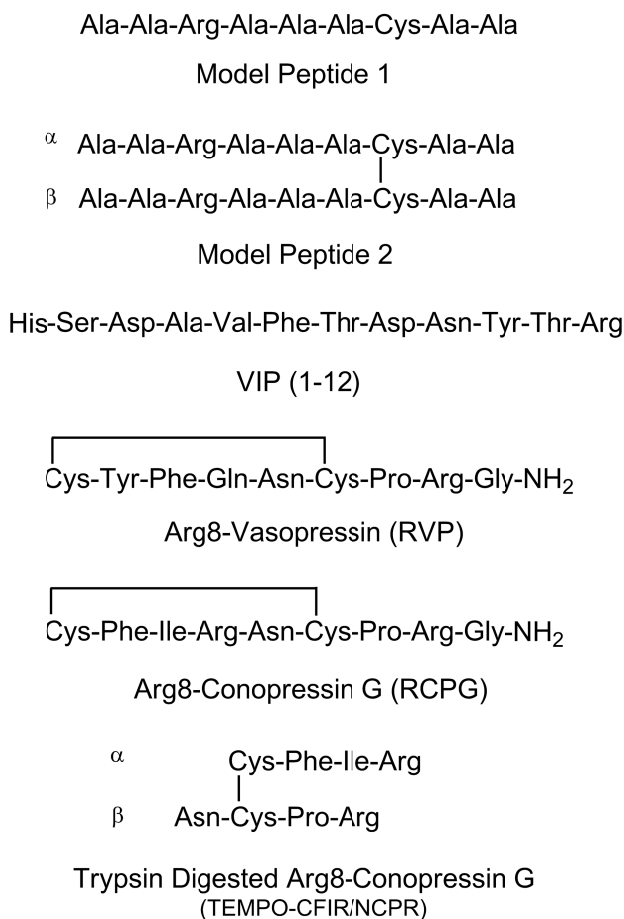 Ala-Ala-Arg-Ala-Ala-Ala-Cys-Ala-Ala
Model Peptide 1
α Ala-Ala-Arg-Ala-Ala-Ala-Cys-Ala-Ala
β Ala-Ala-Arg-Ala-Ala-Ala-Cys-Ala-Ala
Model Peptide 2
His-Ser-Asp-Ala-Val-Phe-Thr-Asp-Asn-Tyr-Thr-Arg
VIP (1-12)
Cys-Tyr-Phe-Gln-Asn-Cys-Pro-Arg-Gly-NH₂
Arg8-Vasopressin (RVP)
Cys-Phe-Ile-Arg-Asn-Cys-Pro-Arg-Gly-NH₂
Arg8-Conopressin G (RCPG)
α Cys-Phe-Ile-Arg
β Asn-Cys-Pro-Arg
Trypsin Digested Arg8-Conopressin G
(TEMPO-CFIR/NCPR)